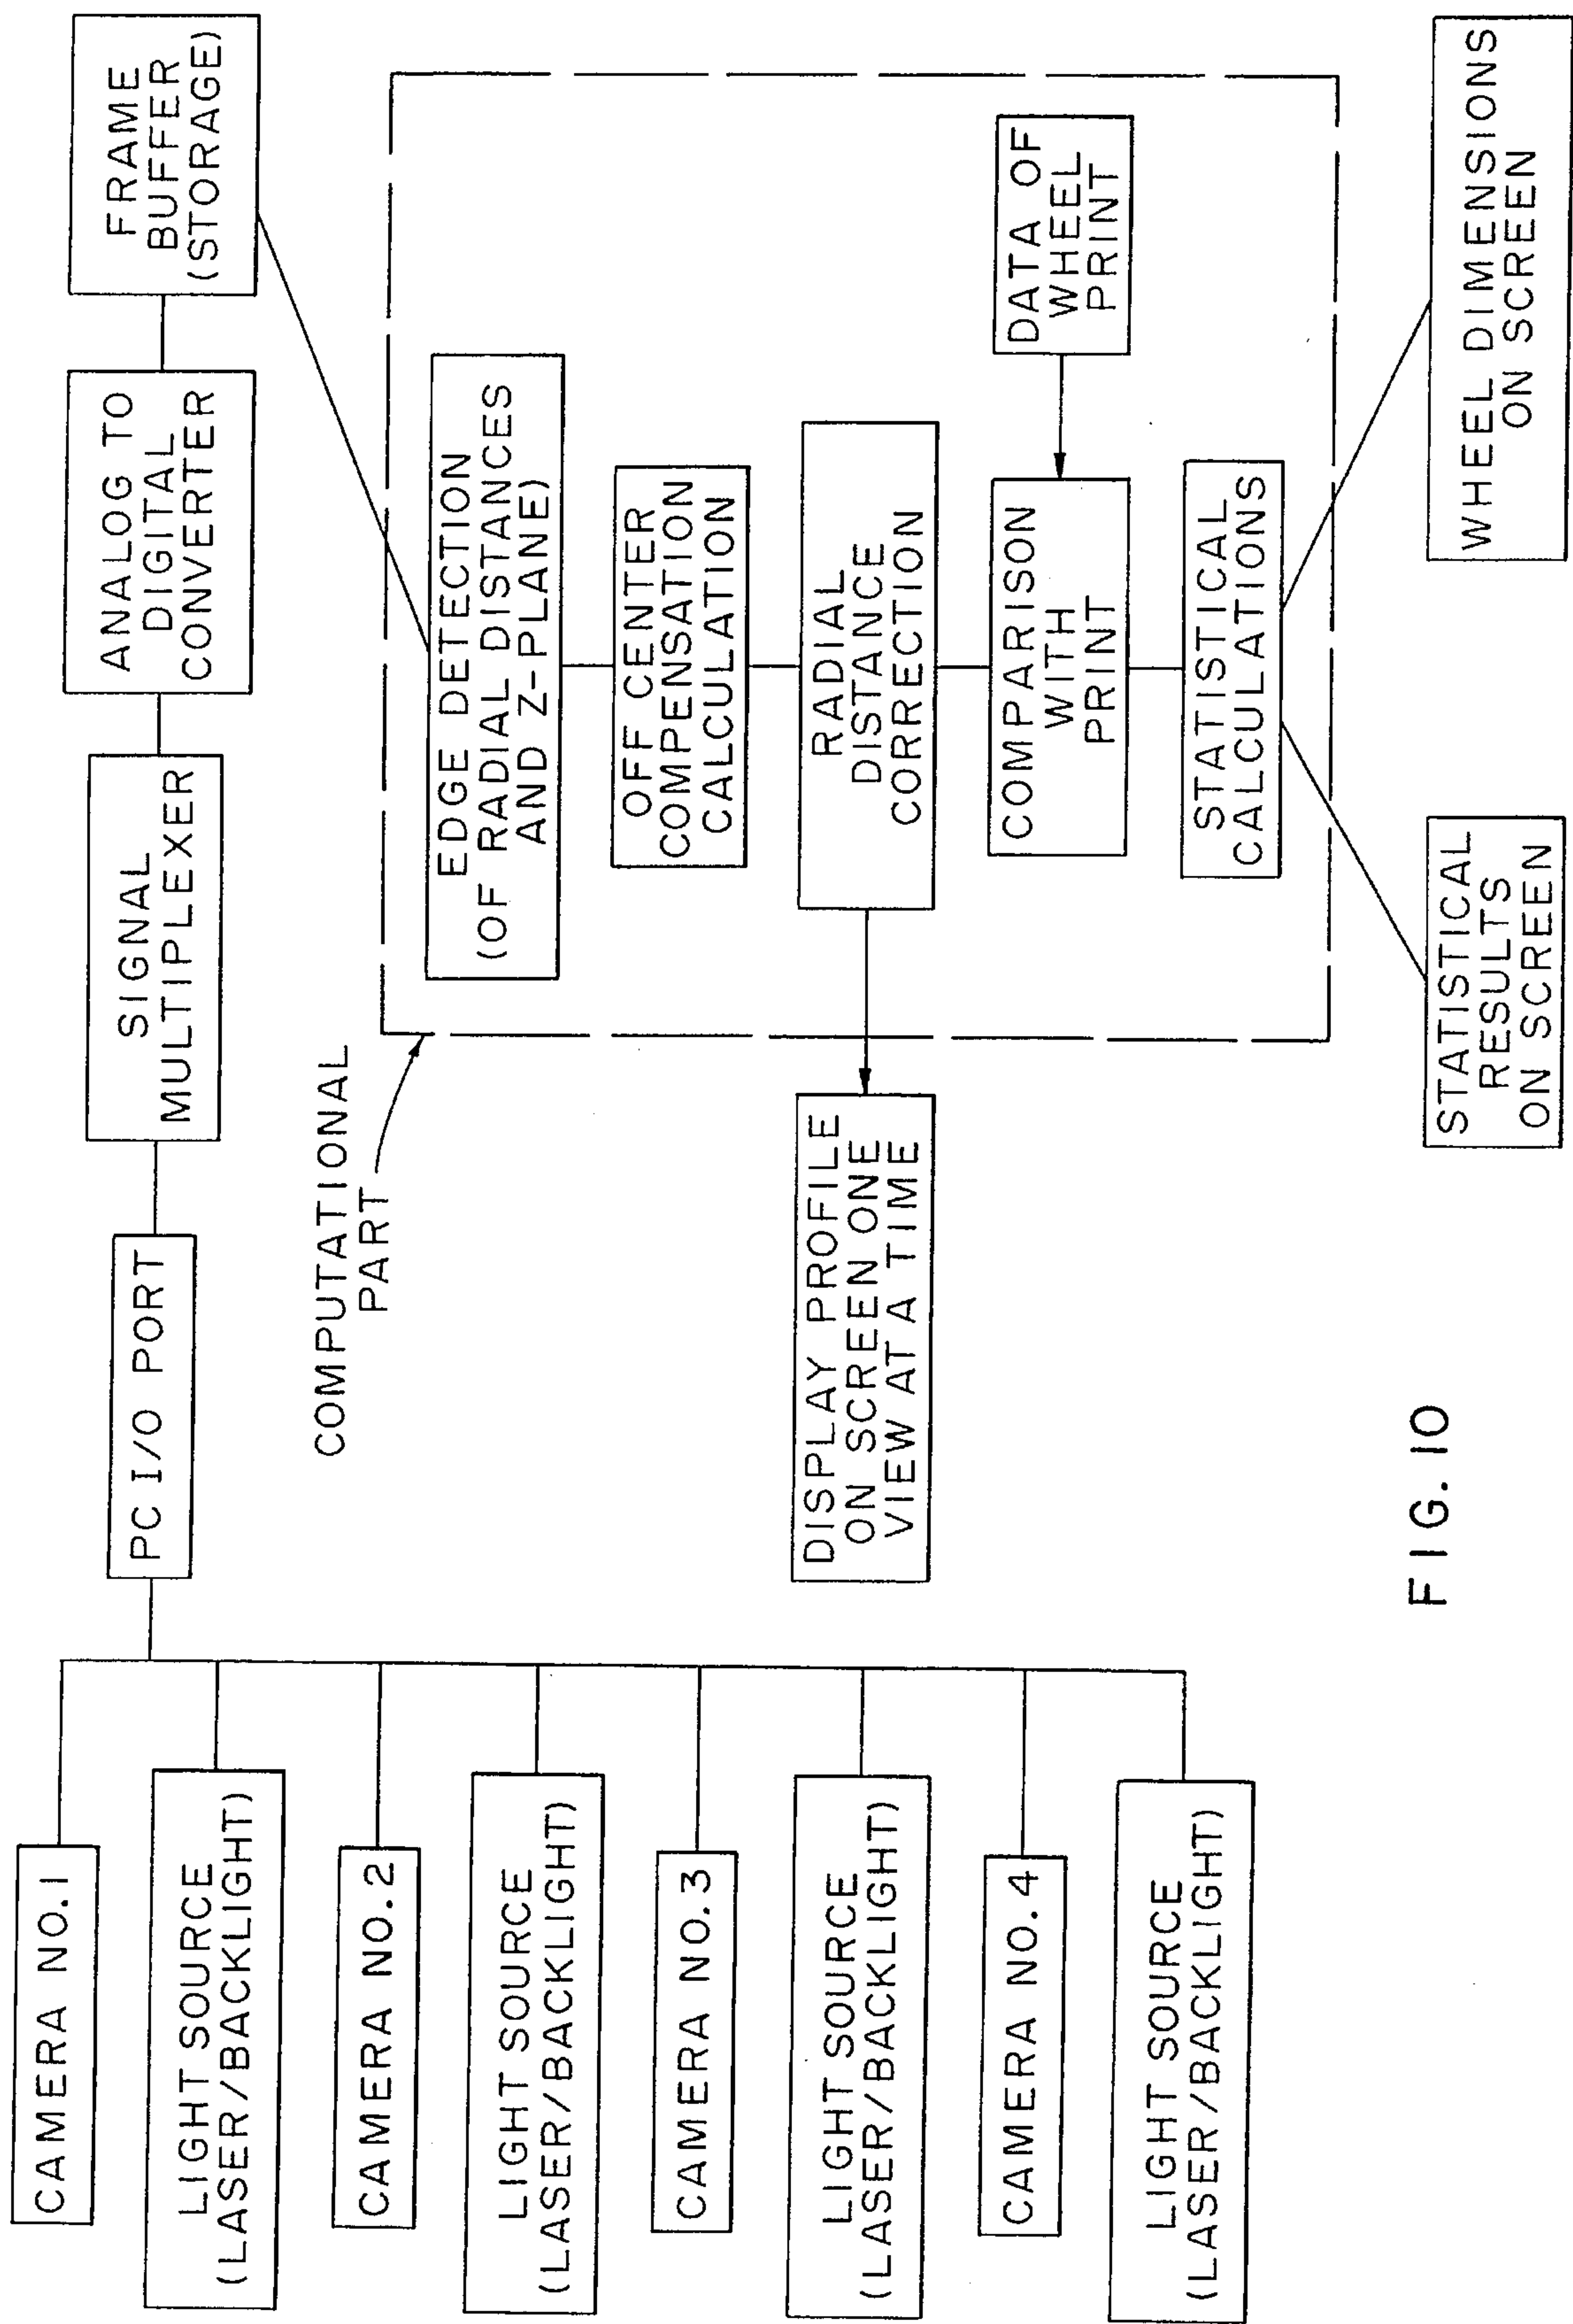 CAMERA NO.1
LIGHT SOURCE
(LASER/BACKLIGHT)
CAMERA NO.2
LIGHT SOURCE
(LASER/BACKLIGHT)
CAMERA NO.3
LIGHT SOURCE
(LASER/BACKLIGHT)
CAMERA NO.4
LIGHT SOURCE
(LASER/BACKLIGHT)
PC I/O PORT
SIGNAL
MULTIPLEXER
ANALOG TO
DIGITAL
CONVERTER
FRAME
BUFFER
(STORAGE)
COMPUTATIONAL
PART
EDGE DETECTION
(OF RADIAL DISTANCES
AND Z-PLANE)
OFF CENTER
COMPENSATION
CALCULATION
RADIAL
DISTANCE
CORRECTION
DISPLAY PROFILE
ON SCREEN ONE
VIEW AT A TIME
COMPARISON
WITH
PRINT
DATA OF
WHEEL
PRINT
STATISTICAL
CALCULATIONS
STATISTICAL
RESULTS
ON SCREEN
WHEEL DIMENSIONS
ON SCREEN
FIG. 10